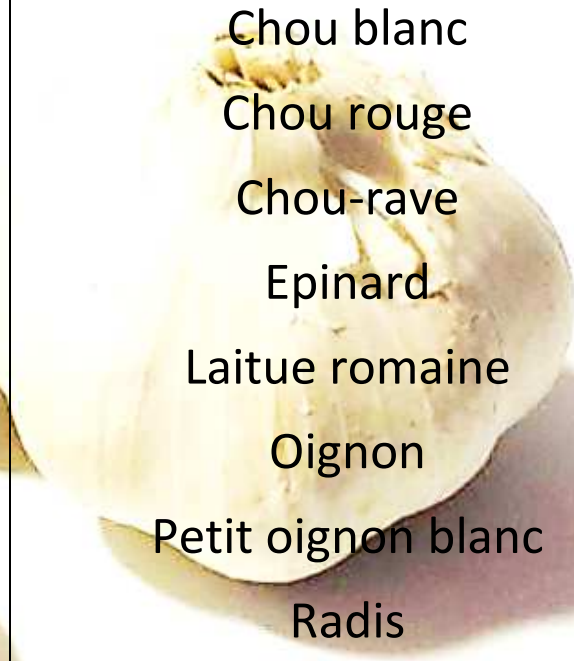 Chou blanc
Chou rouge
Chou-rave
Epinard
Laitue romaine
Oignon
Petit oignon blanc
Radis